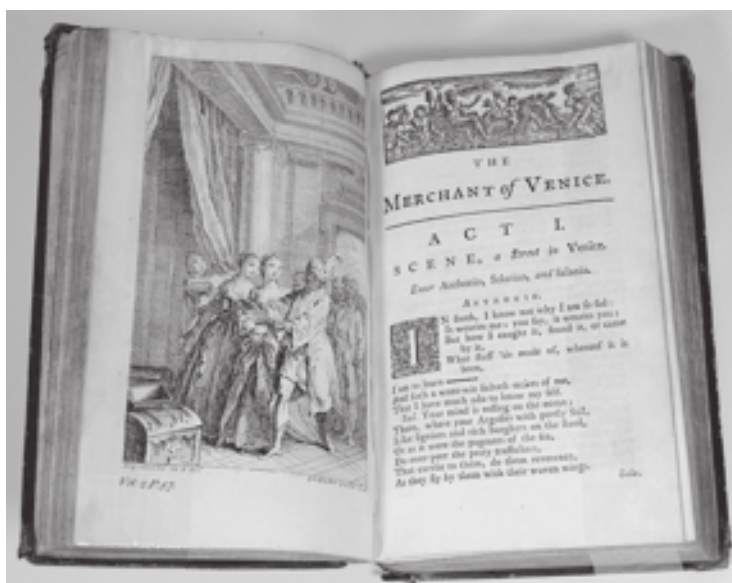 Vol. 2. P. 97.
THE
MERCHANT of VENICE.
ACT I.
SCENE, a Street in Venice.
Enter Anthonio, Solarino, and Salanio.
ANTHONIO.
IN sooth, I know not why I am so sad:
It wearies me: you say, it wearies you;
But how I caught it, found it, or came
by it,
What stuff 'tis made of, whereof it is
born,
I am to learn
And such a want-wit sadness makes of me,
That I have much ado to know my self.
Sal. Your mind is tossing on the ocean;
There, where your Argosies with portly Sail,
Like signiors and rich burghers on the flood,
Or as it were the pageants of the sea,
Do over-peer the petty traffickers,
That curtsie to them, do them reverence,
As they fly by them with their woven wings.